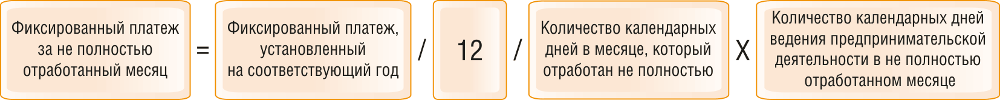 Фиксированный платеж
за не полностью
отработанный месяц
=
Фиксированный платеж,
установленный
на соответствующий год
/
12
/
Количество календарных
дней в месяце, который
отработан не полностью
X
Количество календарных дней
ведения предпринимательской
деятельности в не полностью
отработанном месяце